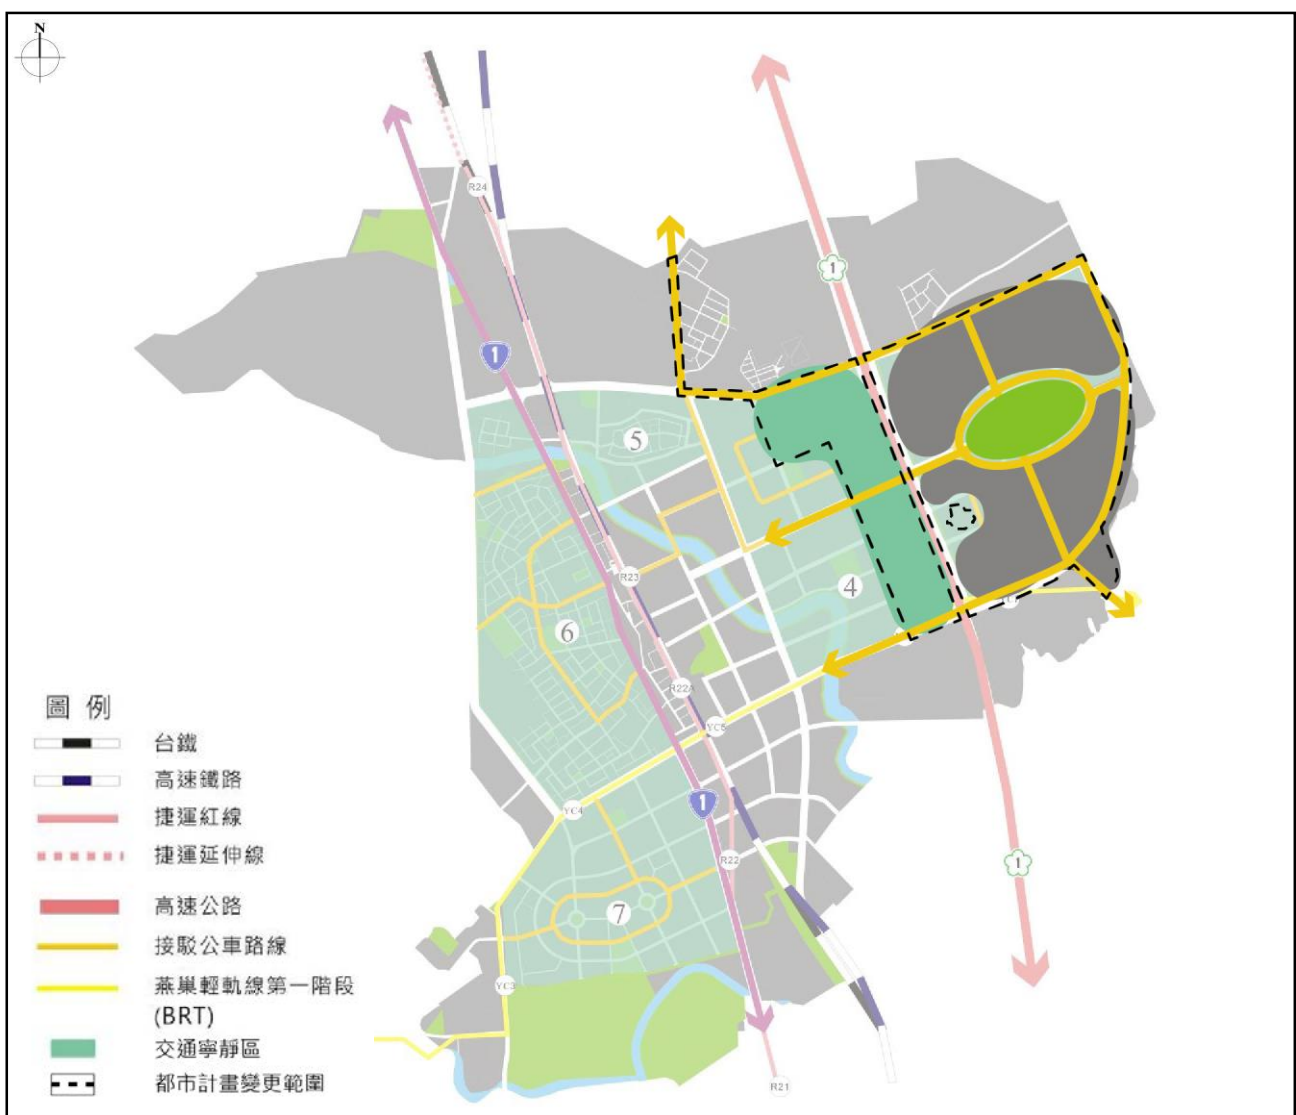 N
R24
1
1
5
4
R23
6
R22A
YC5
1
YC4
R22
1
7
YC3
R21
圖例
台鐵
高速鐵路
捷運紅線
捷運延伸線
高速公路
接駁公車路線
燕巢輕軌線第一階段
(BRT)
交通寧靜區
都市計畫變更範圍